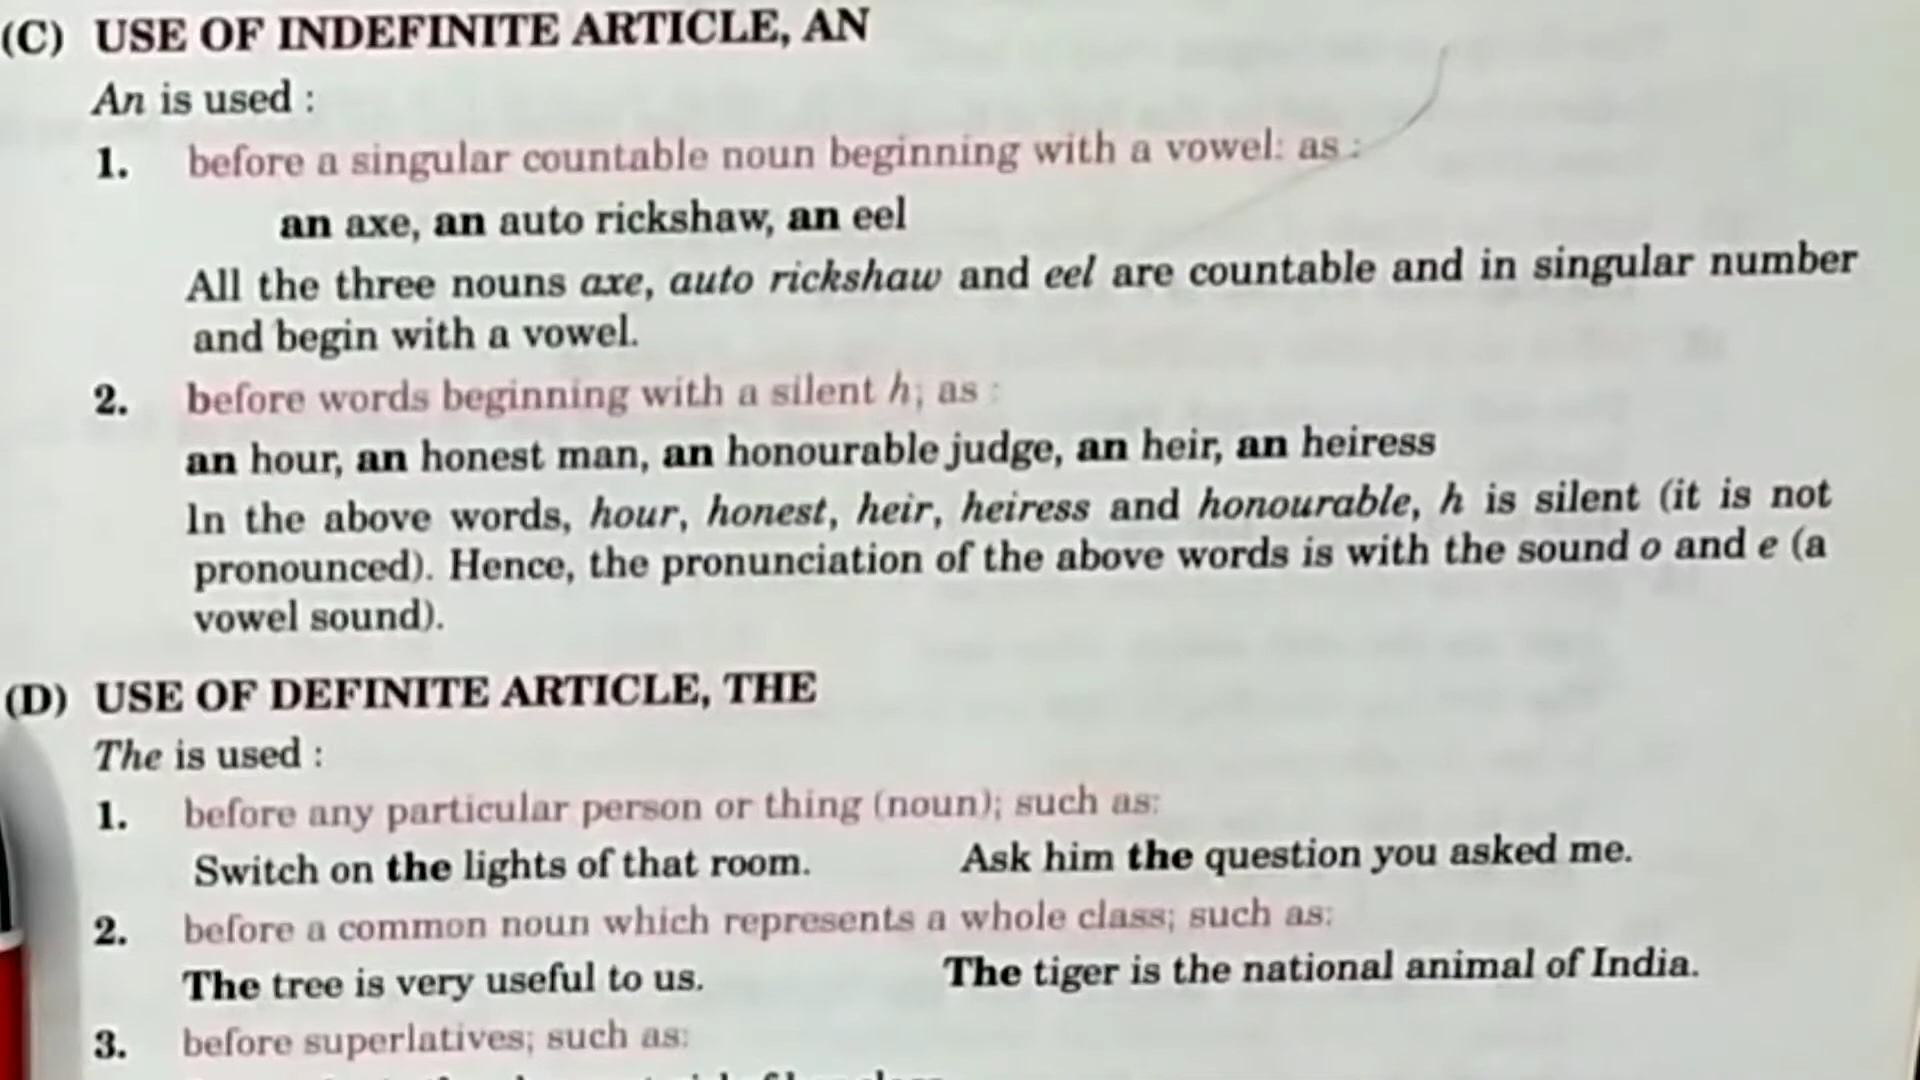 (C) USE OF INDEFINITE ARTICLE, AN
An is used :
1. before a singular countable noun beginning with a vowel: as :
an axe, an auto rickshaw, an eel
All the three nouns axe, auto rickshaw and eel are countable and in singular number
and begin with a vowel.
2. before words beginning with a silent h; as :
an hour, an honest man, an honourable judge, an heir, an heiress
In the above words, hour, honest, heir, heiress and honourable, h is silent (it is not
pronounced). Hence, the pronunciation of the above words is with the sound o and e (a
vowel sound).
(D) USE OF DEFINITE ARTICLE, THE
The is used :
1. before any particular person or thing (noun); such as:
Switch on the lights of that room. Ask him the question you asked me.
2. before a common noun which represents a whole class; such as:
The tree is very useful to us. The tiger is the national animal of India.
3. before superlatives; such as: